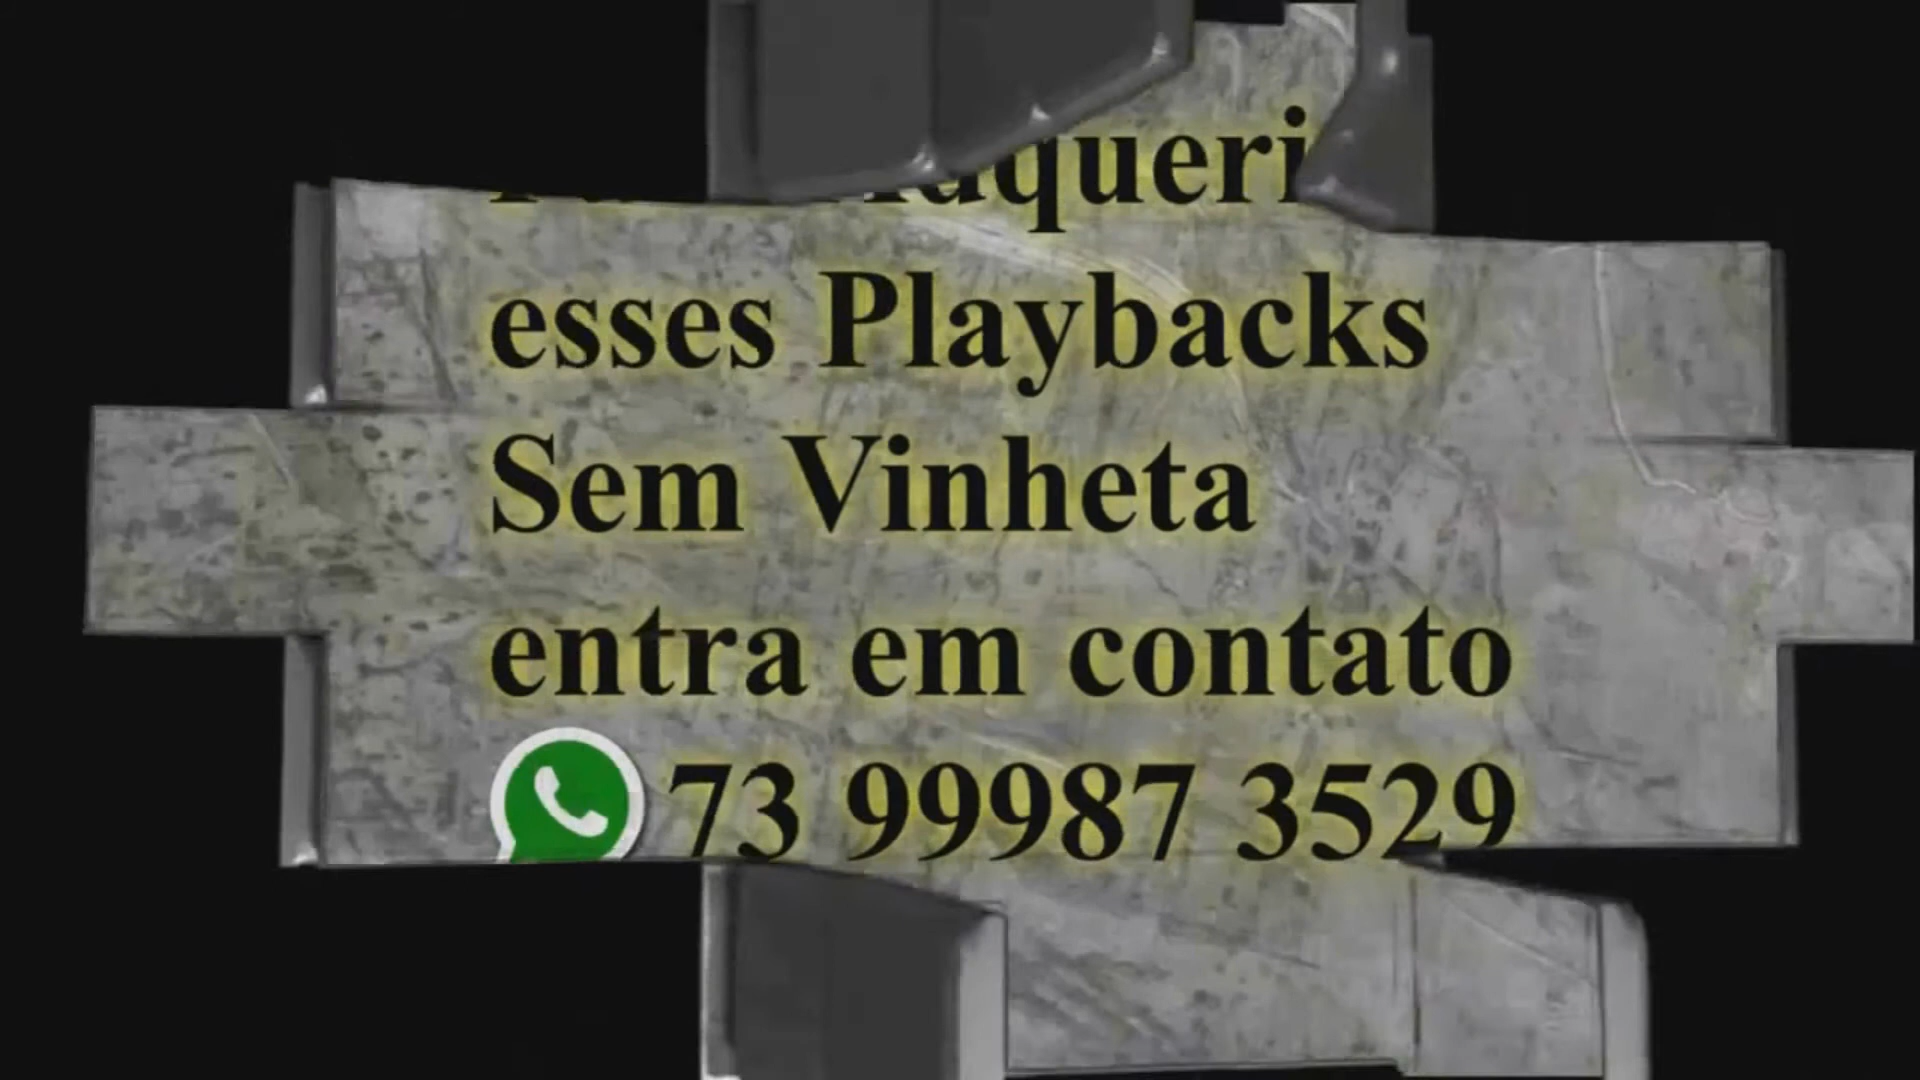 esses Playbacks
Sem Vinheta
entra em contato
73 99987 3529